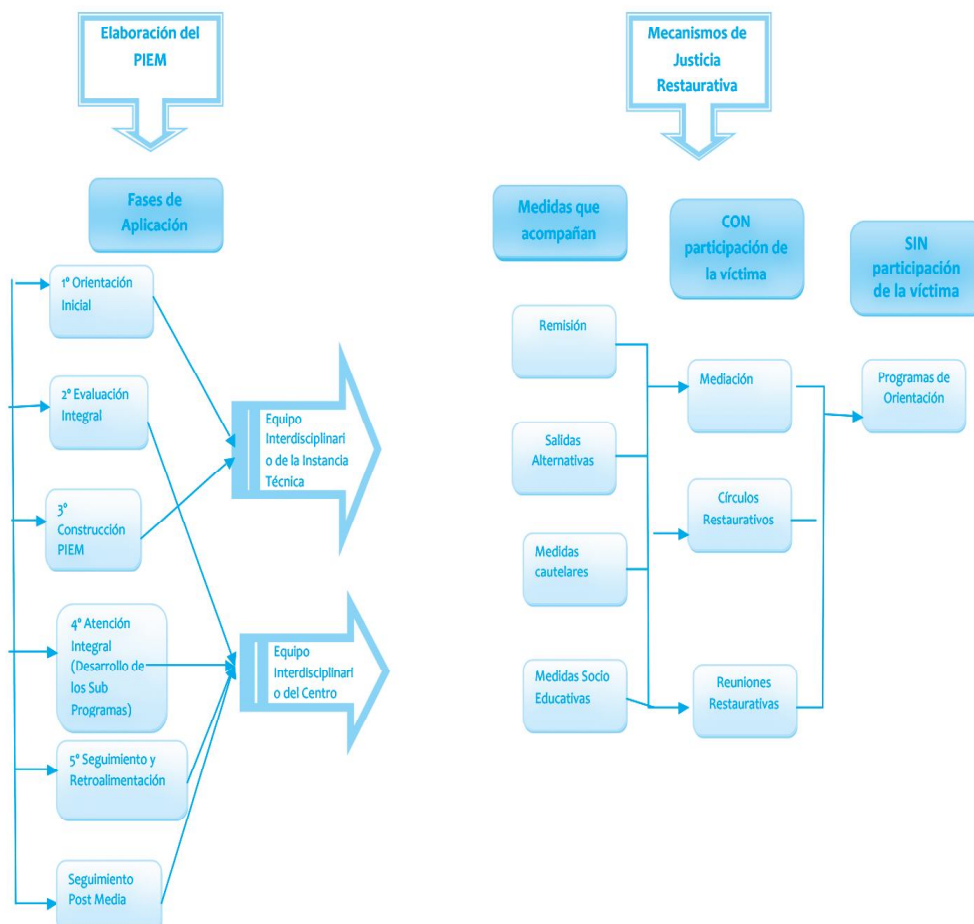 Elaboración del
PIEM
Fases de
Aplicación
1° Orientación
Inicial
2° Evaluación
Integral
3°
Construcción
PIEM
4° Atención
Integral
(Desarrollo de
los Sub
Programas)
5° Seguimiento y
Retroalimentación
Seguimiento
Post Media
Equipo
Interdisciplinari
o de la Instancia
Técnica
Equipo
Interdisciplinari
o del Centro
Mecanismos de
Justicia
Restaurativa
Medidas que
acompañan
Remisión
Salidas
Alternativas
Medidas
cautelares
Medidas Socio
Educativas
CON
participación de
la víctima
Mediación
Círculos
Restaurativos
Reuniones
Restaurativas
SIN
participación
de la víctima
Programas de
Orientación